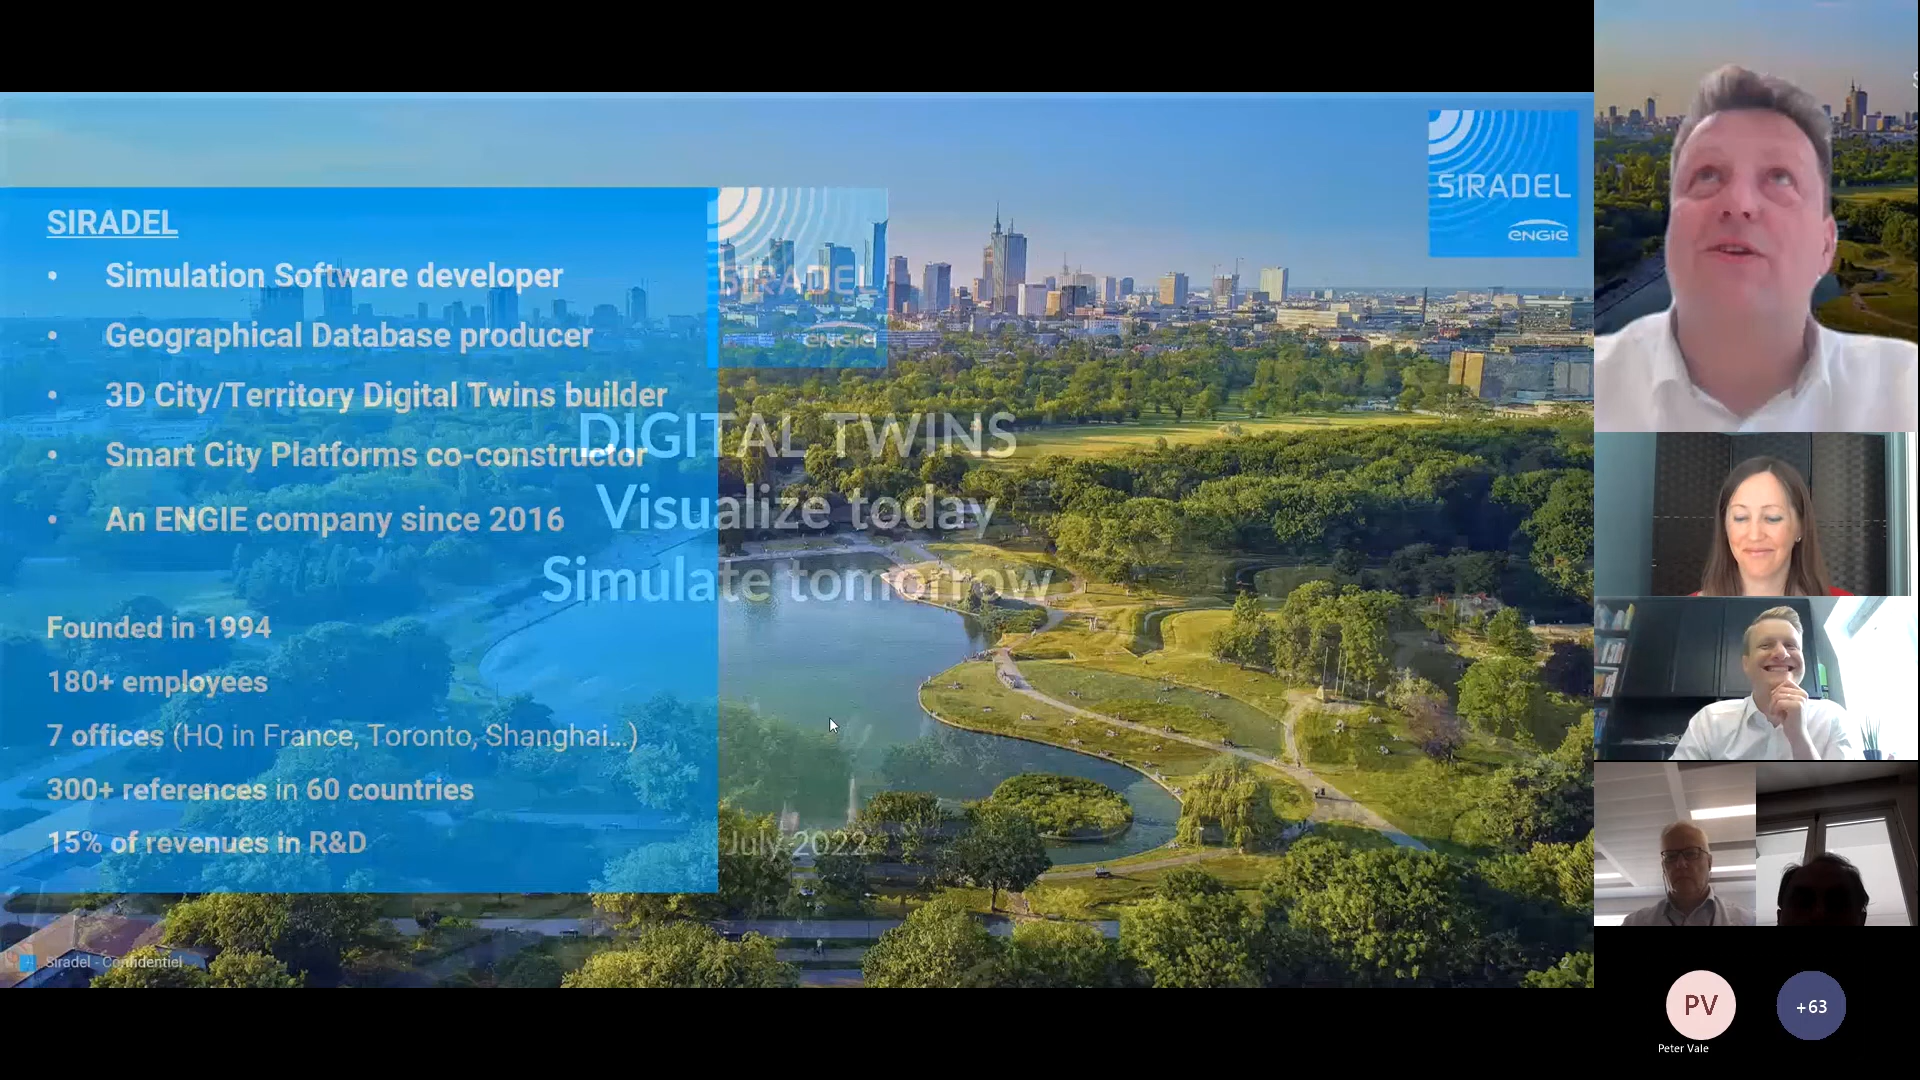 SIRADEL
• Simulation Software developer
• Geographical Database producer
• 3D City/Territory Digital Twins builder
• Smart City Platforms co-constructor
• An ENGIE company since 2016
Founded in 1994
180+ employees
7 offices (HQ in France, Toronto, Shanghai...)
300+ references in 60 countries
15% of revenues in R&D
Siradel - Confidentiel
SIRADEL
ENGIE
DIGITAL TWINS
Visualize today
Simulate tomorrow
July 2022
SIRADEL
ENGIE
S
PV
Peter Vale
+63